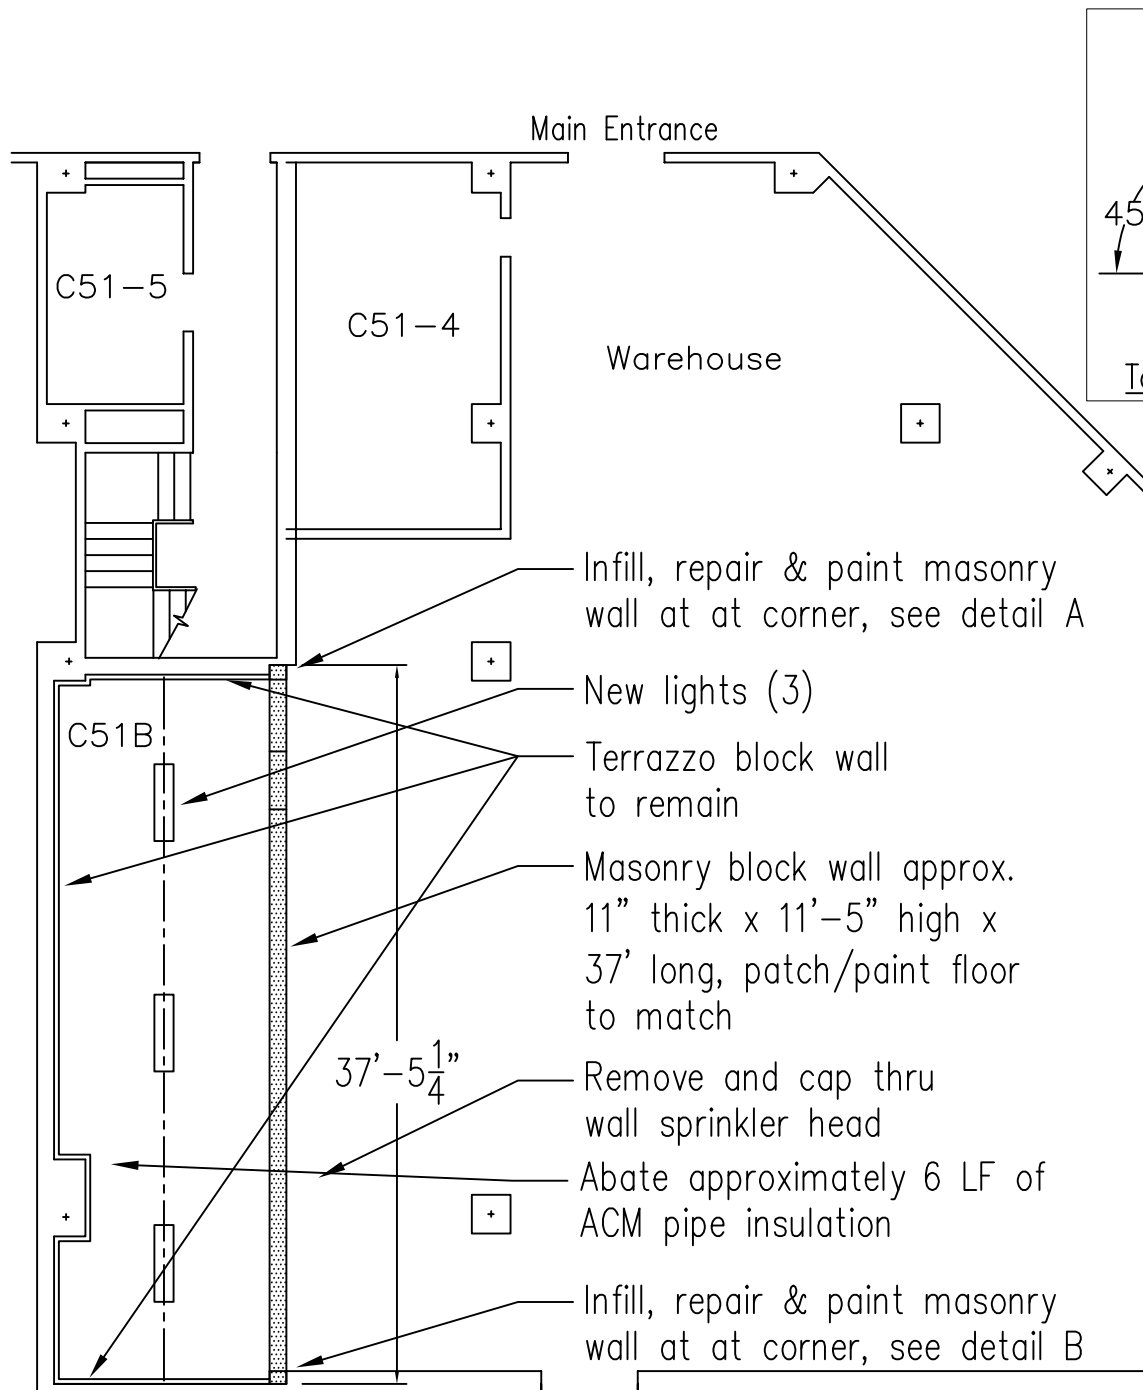 Main Entrance
45
C51-5
C51-4
Warehouse
Infill, repair & paint masonry
wall at at corner, see detail A
New lights (3)
C51B
Terrazzo block wall
to remain
Masonry block wall approx.
11” thick x 11’-5” high x
37’ long, patch/paint floor
to match
37’-5 1/4”
Remove and cap thru
wall sprinkler head
Abate approximately 6 LF of
ACM pipe insulation
Infill, repair & paint masonry
wall at at corner, see detail B